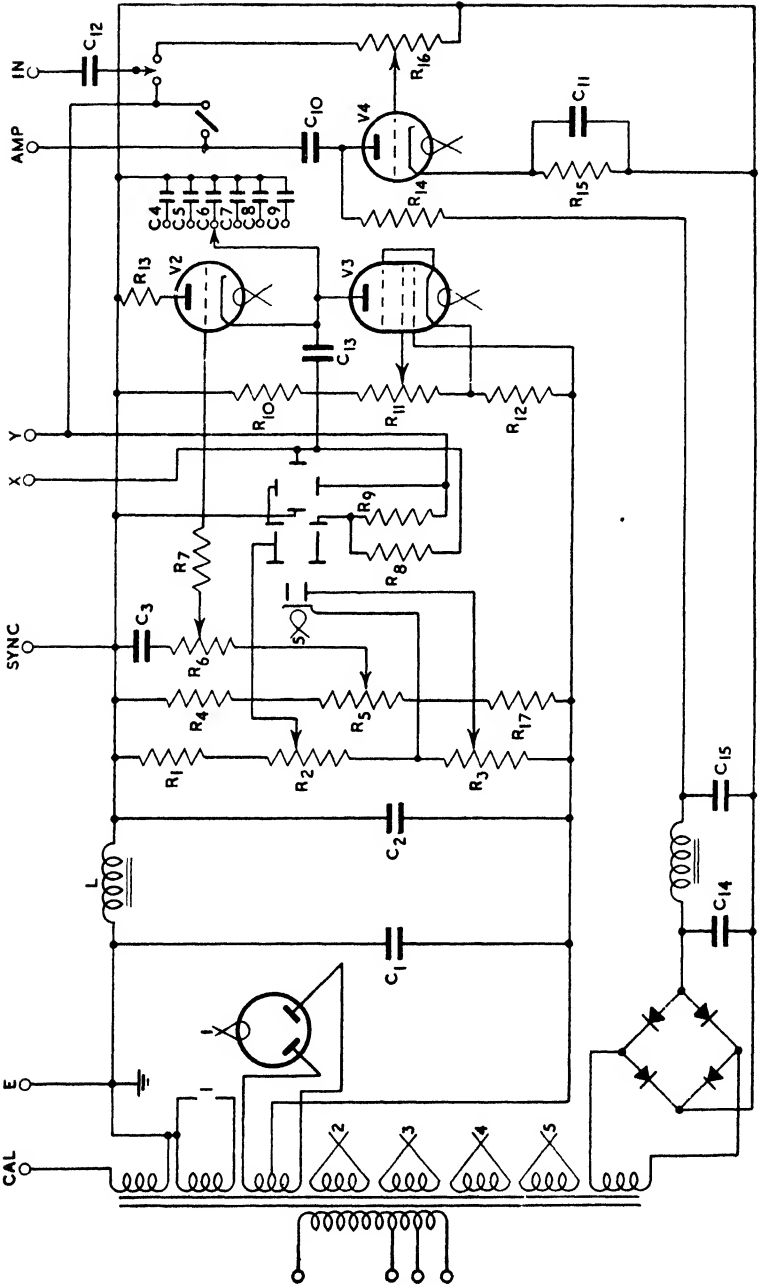 CAL
E
SYNC
X
Y
AMP
IN
L
C12
C3
R13
C4
C5
C6
C7
C8
C9
R1
R7
V2
R4
R6
1
1
R10
C10
R2
5
V3
C13
2
R5
R9
V4
R11
C1
C2
R8
3
R3
R14
R16
4
R17
R12
5
R15
C11
C14
C15